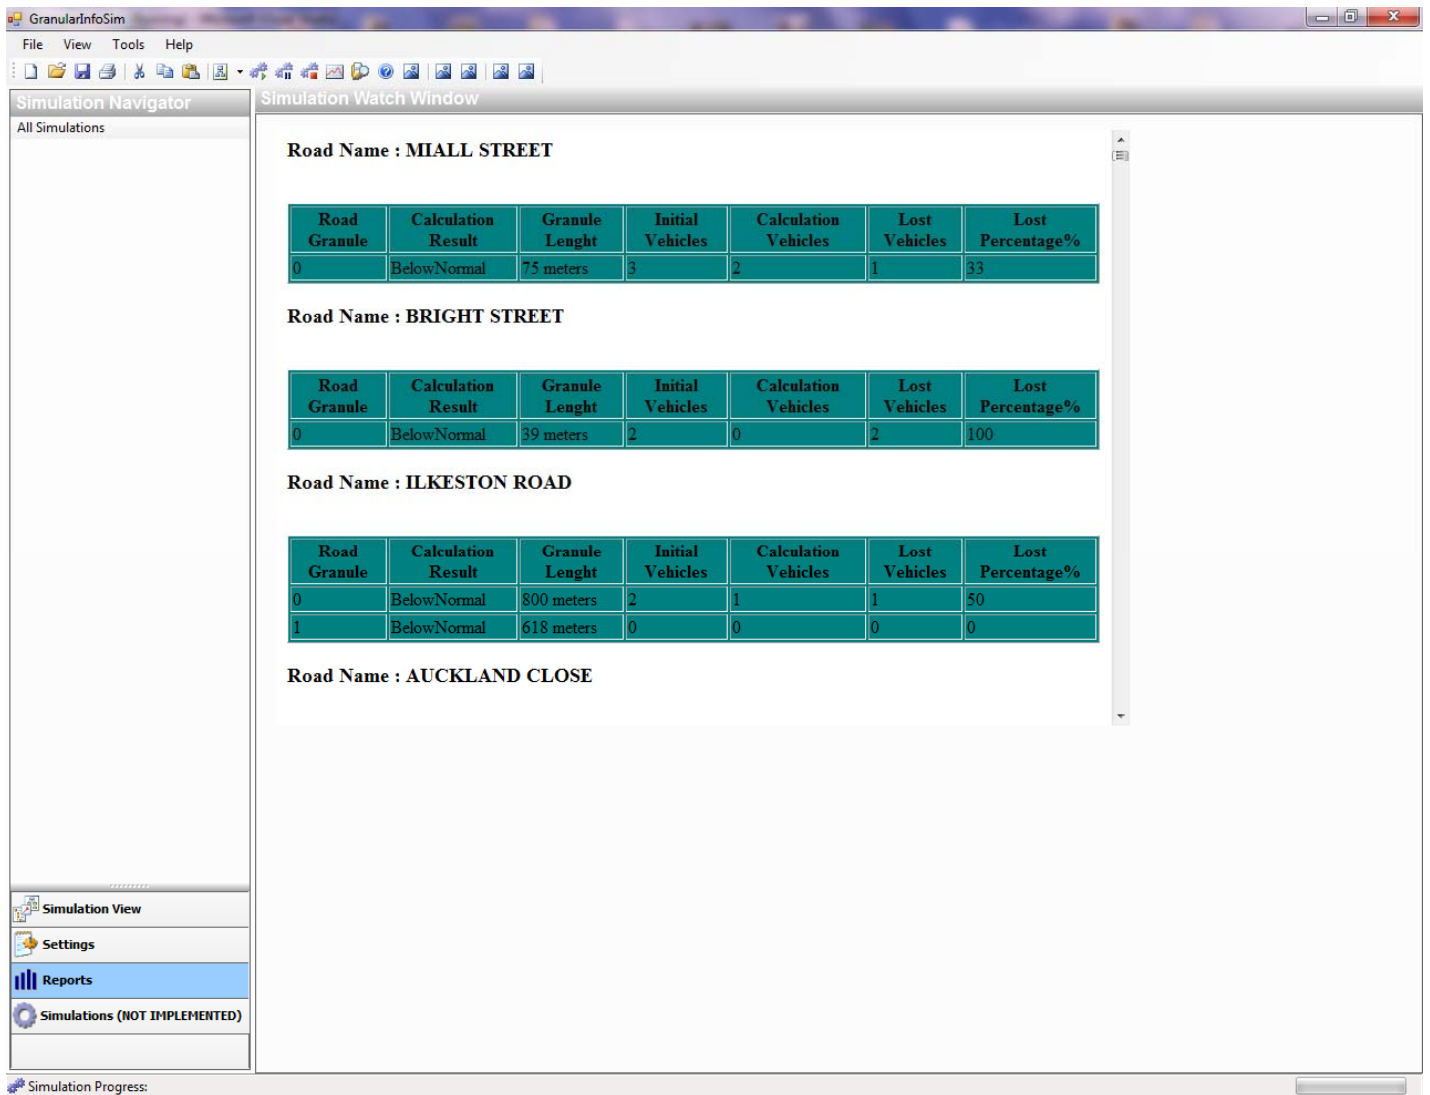 GranularInfoSim
File View Tools Help
Simulation Navigator
Simulation Watch Window
All Simulations
Road Name : MIALL STREET
Road Granule Calculation Result Granule Lenght Initial Vehicles Calculation Vehicles Lost Vehicles Lost Percentage%
0 BelowNormal 75 meters 3 2 1 33
Road Name : BRIGHT STREET
Road Granule Calculation Result Granule Lenght Initial Vehicles Calculation Vehicles Lost Vehicles Lost Percentage%
0 BelowNormal 39 meters 2 0 2 100
Road Name : ILKESTON ROAD
Road Granule Calculation Result Granule Lenght Initial Vehicles Calculation Vehicles Lost Vehicles Lost Percentage%
0 BelowNormal 800 meters 2 1 1 50
1 BelowNormal 618 meters 0 0 0 0
Road Name : AUCKLAND CLOSE
Simulation View
Settings
Reports
Simulations (NOT IMPLEMENTED)
Simulation Progress: